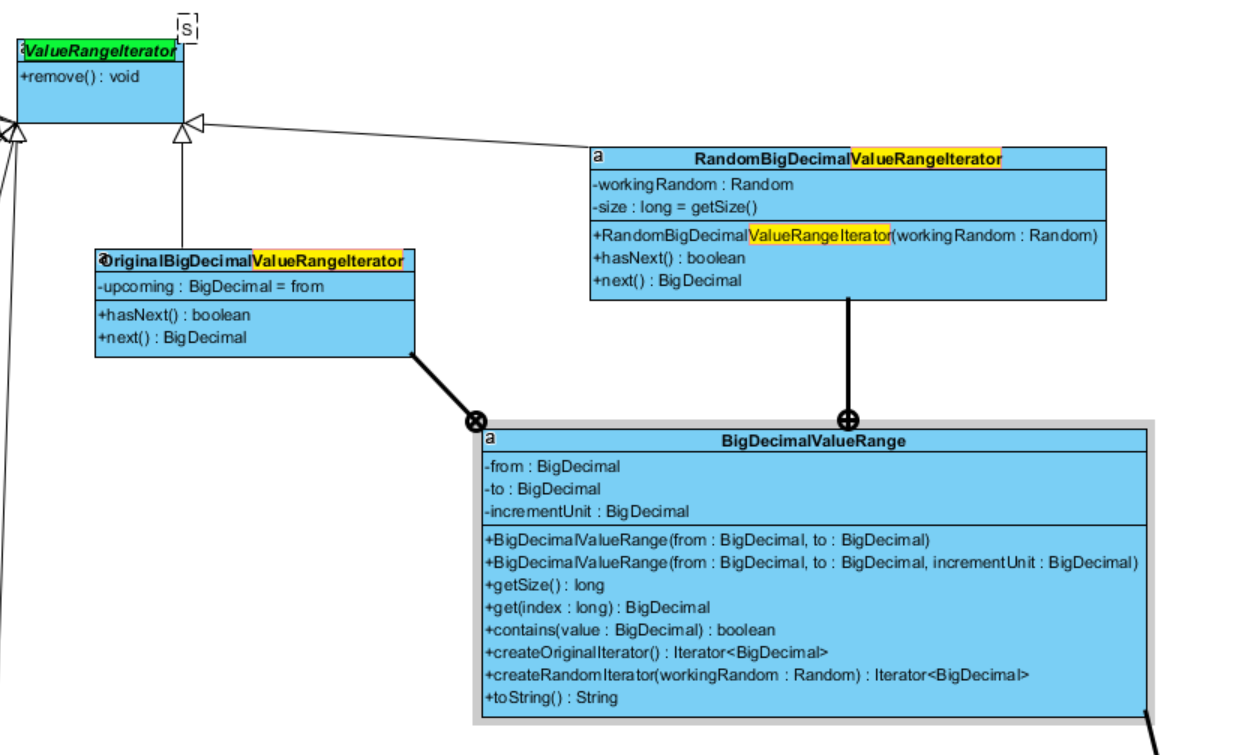 S
a
ValueRangeIterator
+remove() : void
a
RandomBigDecimalValueRangeIterator
-workingRandom : Random
-size : long = getSize()
+RandomBigDecimalValueRangeIterator(workingRandom : Random)
+hasNext() : boolean
+next() : BigDecimal
a
OriginalBigDecimalValueRangeIterator
-upcoming : BigDecimal = from
+hasNext() : boolean
+next() : BigDecimal
a
BigDecimalValueRange
-from : BigDecimal
-to : BigDecimal
-incrementUnit : BigDecimal
+BigDecimalValueRange(from : BigDecimal, to : BigDecimal)
+BigDecimalValueRange(from : BigDecimal, to : BigDecimal, incrementUnit : BigDecimal)
+getSize() : long
+get(index : long) : BigDecimal
+contains(value : BigDecimal) : boolean
+createOriginalIterator() : Iterator<BigDecimal>
+createRandomIterator(workingRandom : Random) : Iterator<BigDecimal>
+toString() : String